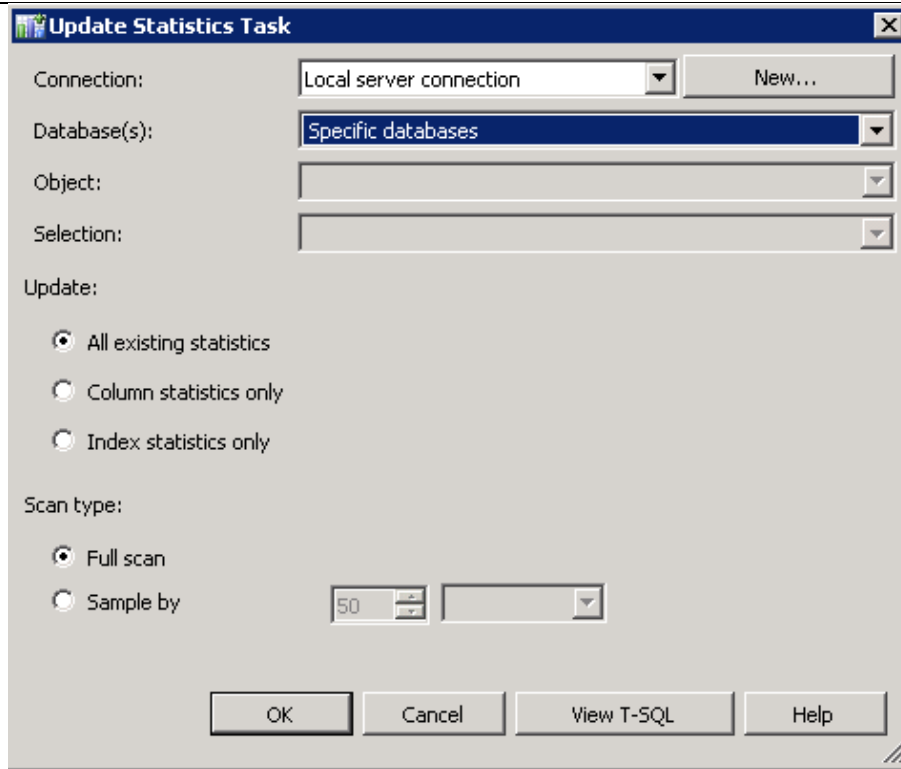 Update Statistics Task
Connection: Local server connection New...
Database(s): Specific databases
Object:
Selection:
Update:
All existing statistics
Column statistics only
Index statistics only
Scan type:
Full scan
Sample by 50
OK Cancel View T-SQL Help